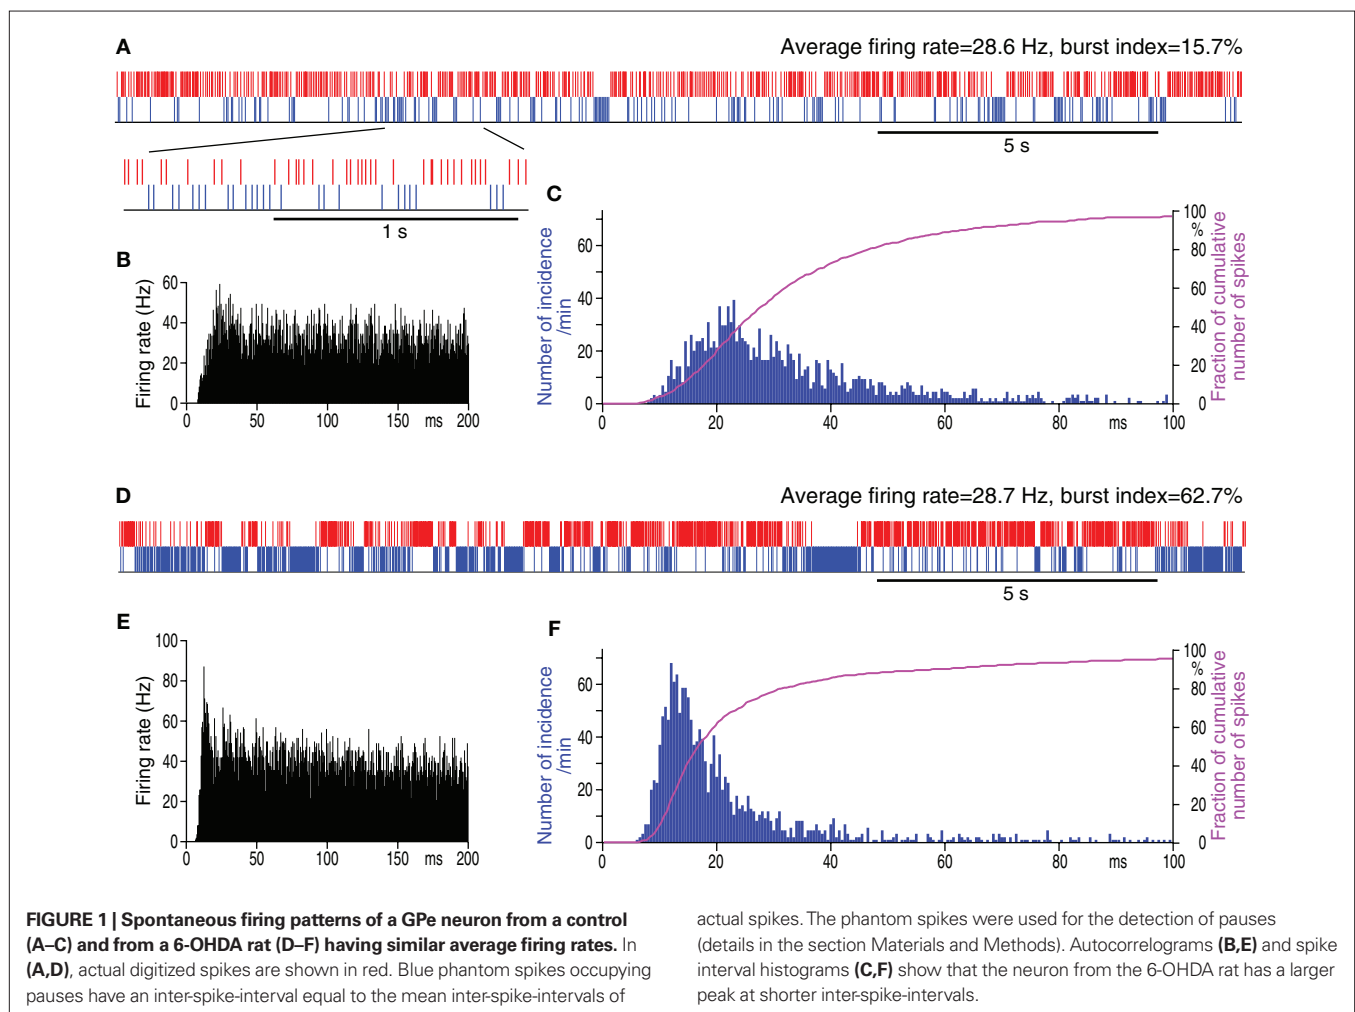 A
Average firing rate=28.6 Hz, burst index=15.7%
5 s
1 s
B
Firing rate (Hz)
60
40
20
0
0 50 100 150 ms 200
C
Number of incidence
/min
60
40
20
0
0 20 40 60 80 ms 100
100
%
80
60
40
20
0
Fraction of cumulative
number of spikes
D
Average firing rate=28.7 Hz, burst index=62.7%
5 s
E
Firing rate (Hz)
100
80
60
40
20
0
0 50 100 150 ms 200
F
Number of incidence
/min
60
40
20
0
0 20 40 60 80 ms 100
100
%
80
60
40
20
0
Fraction of cumulative
number of spikes
FIGURE 1 | Spontaneous firing patterns of a GPe neuron from a control
(A–C) and from a 6-OHDA rat (D–F) having similar average firing rates. In
(A,D), actual digitized spikes are shown in red. Blue phantom spikes occupying
pauses have an inter-spike-interval equal to the mean inter-spike-intervals of
actual spikes. The phantom spikes were used for the detection of pauses
(details in the section Materials and Methods). Autocorrelograms (B,E) and spike
interval histograms (C,F) show that the neuron from the 6-OHDA rat has a larger
peak at shorter inter-spike-intervals.